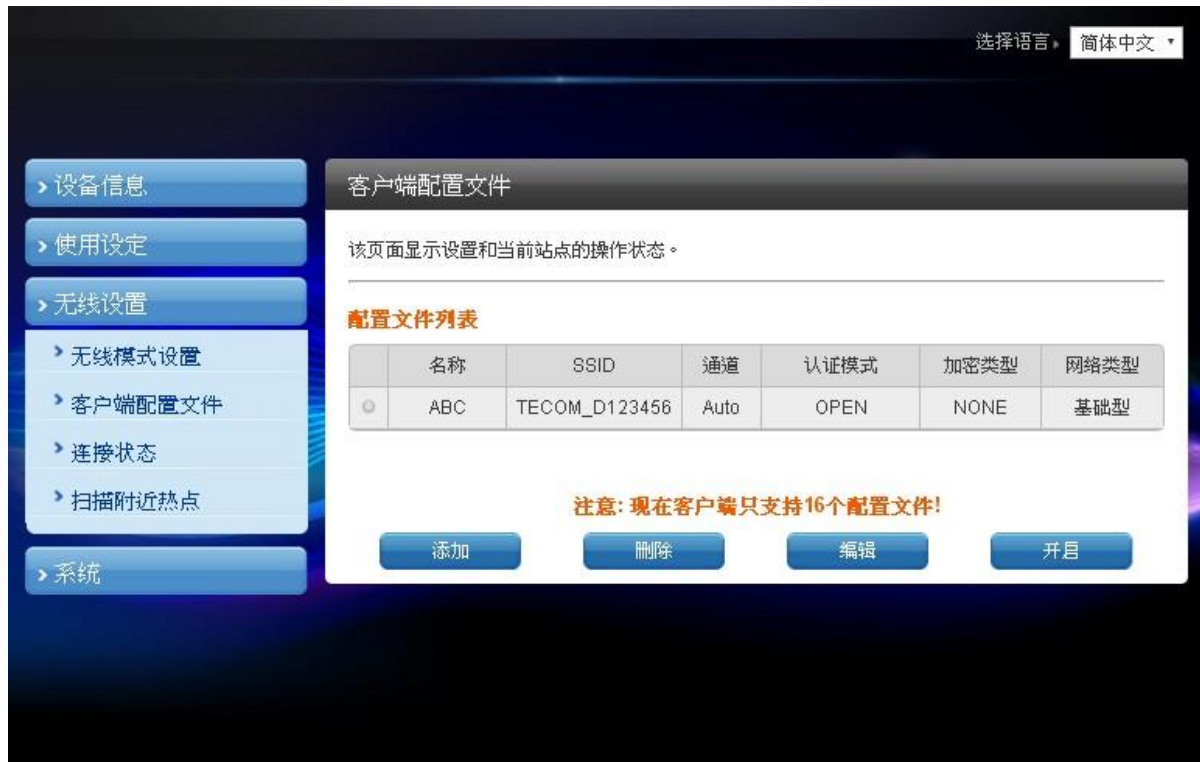 选择语言 简体中文
设备信息
使用设定
无线设置
无线模式设置
客户端配置文件
连接状态
扫描附近热点
系统
客户端配置文件
该页面显示设置和当前站点的操作状态。
配置文件列表
名称 SSID 通道 认证模式 加密类型 网络类型
ABC TECOM_D123456 Auto OPEN NONE 基础型
注意: 现在客户端只支持16个配置文件!
添加 删除 编辑 开启